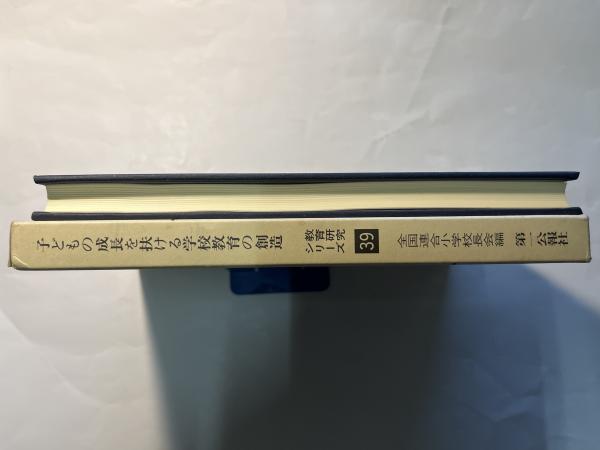 子どもの成長を扶ける学校教育の創造
教育研究
シリーズ
39
全国連合小学校長会編
第一公報社